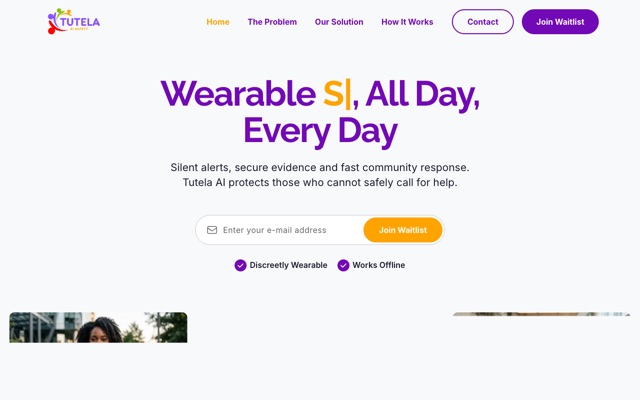 TUTELA
AI SAFETY
Home
The Problem
Our Solution
How It Works
Contact
Join Waitlist
Wearable S|, All Day,
Every Day
Silent alerts, secure evidence and fast community response.
Tutela AI protects those who cannot safely call for help.
Enter your e-mail address
Join Waitlist
Discreetly Wearable
Works Offline